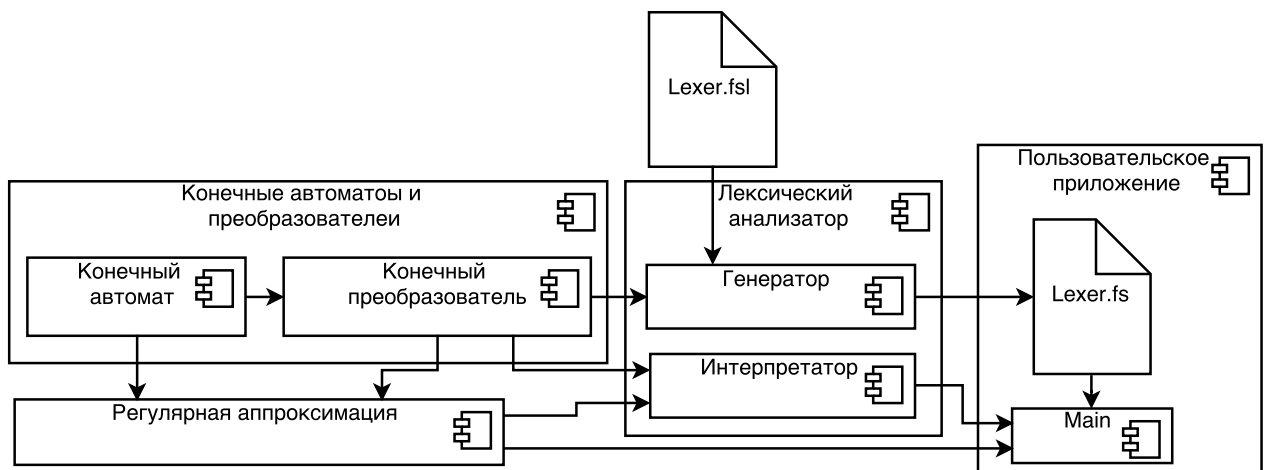 Lexer.fsl
Конечные автоматоы и
преобразователеи
Конечный
автомат
Конечный
преобразователь
Регулярная аппроксимация
Лексический
анализатор
Генератор
Интерпретатор
Пользовательское
приложение
Lexer.fs
Main